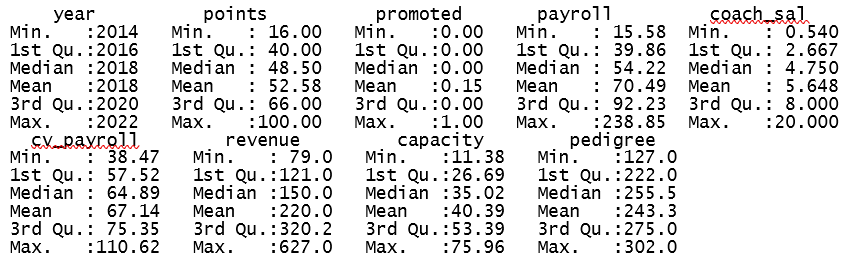 year points promoted payroll coach_sal
Min. :2014 Min. : 16.00 Min. :0.00 Min. : 15.58 Min. : 0.540
1st Qu.:2016 1st Qu.: 40.00 1st Qu.:0.00 1st Qu.: 39.86 1st Qu.: 2.667
Median :2018 Median : 48.50 Median :0.00 Median : 54.22 Median : 4.750
Mean :2018 Mean : 52.58 Mean :0.15 Mean : 70.49 Mean : 5.648
3rd Qu.:2020 3rd Qu.: 66.00 3rd Qu.:0.00 3rd Qu.: 92.23 3rd Qu.: 8.000
Max. :2022 Max. :100.00 Max. :1.00 Max. :238.85 Max. :20.000
cv_payroll revenue capacity pedigree
Min. : 38.47 Min. : 79.0 Min. :11.38 Min. :127.0
1st Qu.: 57.52 1st Qu.:121.0 1st Qu.:26.69 1st Qu.:222.0
Median : 64.89 Median :150.0 Median :35.02 Median :255.5
Mean : 67.14 Mean :220.0 Mean :40.39 Mean :243.3
3rd Qu.: 75.35 3rd Qu.:320.2 3rd Qu.:53.39 3rd Qu.:275.0
Max. :110.62 Max. :627.0 Max. :75.96 Max. :302.0